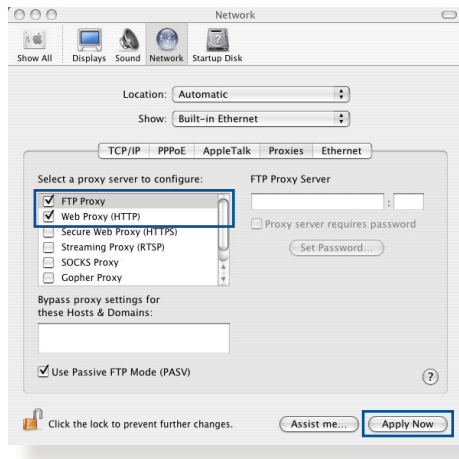 Network
Show All Displays Sound Network Startup Disk
Location: Automatic
Show: Built-in Ethernet
TCP/IP PPPoE AppleTalk Proxies Ethernet
Select a proxy server to configure:
FTP Proxy
Web Proxy (HTTP)
Secure Web Proxy (HTTPS)
Streaming Proxy (RTSP)
SOCKS Proxy
Gopher Proxy
FTP Proxy Server
:
Proxy server requires password
Set Password...
Bypass proxy settings for
these Hosts & Domains:
Use Passive FTP Mode (PASV)
?
Click the lock to prevent further changes.
Assist me... Apply Now